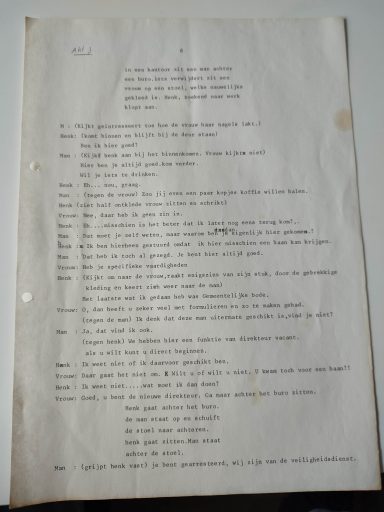 Akt 3
8
in een kantoor zit een man achter
een buro.iets verwijderd zit een
vrouw op een stoel, welke nauwelijks
gekleed is. Henk, zoekend naar werk
klopt aan.
M : (Kijkt geinteresseert toe hoe de vrouw haar nagels lakt.)
Henk: (komt binnen en blijft bij de deur staan)
Ben ik hier goed?
Man : (Kijkt henk aan bij het binnenkomen. Vrouw kijkt niet)
Hier ben je altijd goed.kom verder.
Wil je iets te drinken.
Henk : Eh... nou, graag.
Man : (tegen de vrouw) Zou jij even een paar kopjes koffie willen halen.
Henk (ziet half ontklede vrouw zitten en schrikt)
Vrouw: Nee, daar heb ik geen zin in.
Henk : Eh....misschien is het beter dat ik later nog eens terug kom?..
Man : Dat moet je zelf weten, maar waarom ben je eigenlijk hier gekomen.!
Henk : Ik ben hierheen gestuurd omdat ik hier misschien een baan kan krijgen.
Man : Dat heb ik toch al gezegd. Je bent hier altijd goed.
Vrouw: Heb je specifieke vaardigheden
Henk : (Kijkt om naar de vrouw,raakt enigszins van zijn stuk, door de gebrekkige
kleding en keert zich weer naar de man)
Het laatste wat ik gedaan heb was Gemeentelijke bode.
Vrouw: O, dan heeft u zeker veel met formulieren en zo te maken gehad.
(tegen de man) Ik denk dat deze man uitermate geschikt is,vind je niet?
Man : Ja, dat vind ik ook.
(tegen henk) We hebben hier een funktie van direkteur vacant.
als u wilt kunt u direct beginnen.
Henk : Ik weet niet of ik daarvoor geschikt ben.
Vrouw: Daar gaat het niet om. Wilt u of wilt u niet. U kwam toch voor een baan?!
Henk : Ik weet niet.....wat moet ik dan doen?
Vrouw: Goed, u bent de nieuwe direkteur. Ga maar achter het buro zitten.
Henk gaat achter het buro.
de man staat op en schuift
de stoel naar achteren.
henk gaat zitten.Man staat
achter de stoel.
Man : (grijpt henk vast) je bent gearresteerd, wij zijn van de veiligheidsdienst.